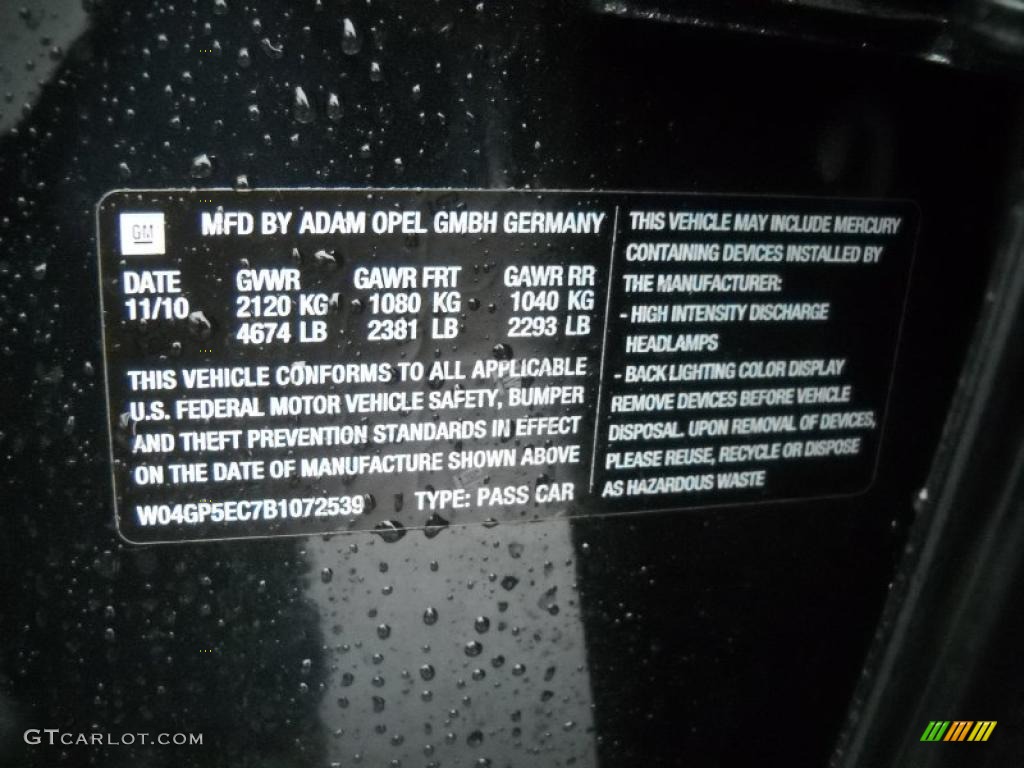 GM
MFD BY ADAM OPEL GMBH GERMANY
DATE GVWR GAWR FRT GAWR RR
11/10 2120 KG 1080 KG 1040 KG
4674 LB 2381 LB 2293 LB
THIS VEHICLE CONFORMS TO ALL APPLICABLE
U.S. FEDERAL MOTOR VEHICLE SAFETY, BUMPER
AND THEFT PREVENTION STANDARDS IN EFFECT
ON THE DATE OF MANUFACTURE SHOWN ABOVE
W04GP5EC7B1072539 TYPE: PASS CAR
THIS VEHICLE MAY INCLUDE MERCURY
CONTAINING DEVICES INSTALLED BY
THE MANUFACTURER:
- HIGH INTENSITY DISCHARGE
HEADLAMPS
- BACK LIGHTING COLOR DISPLAY
REMOVE DEVICES BEFORE VEHICLE
DISPOSAL. UPON REMOVAL OF DEVICES,
PLEASE REUSE, RECYCLE OR DISPOSE
AS HAZARDOUS WASTE
GTCARLOT.COM